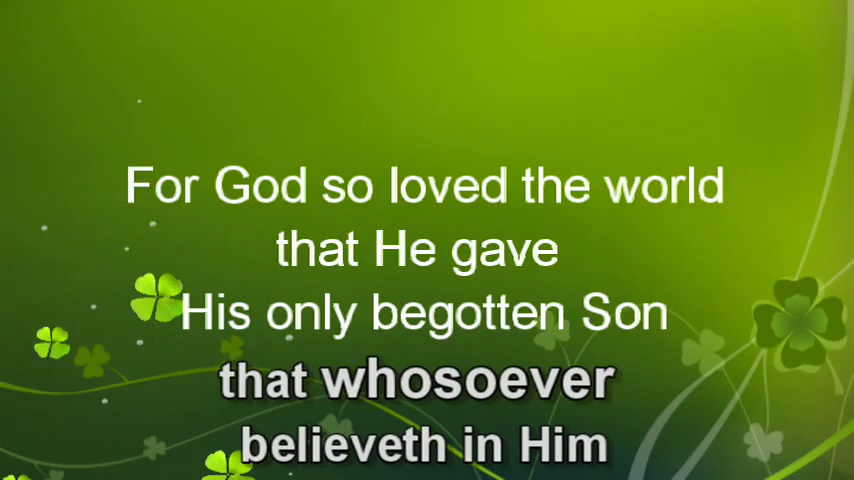 For God so loved the world
that He gave
His only begotten Son
that whosoever
believeth in Him